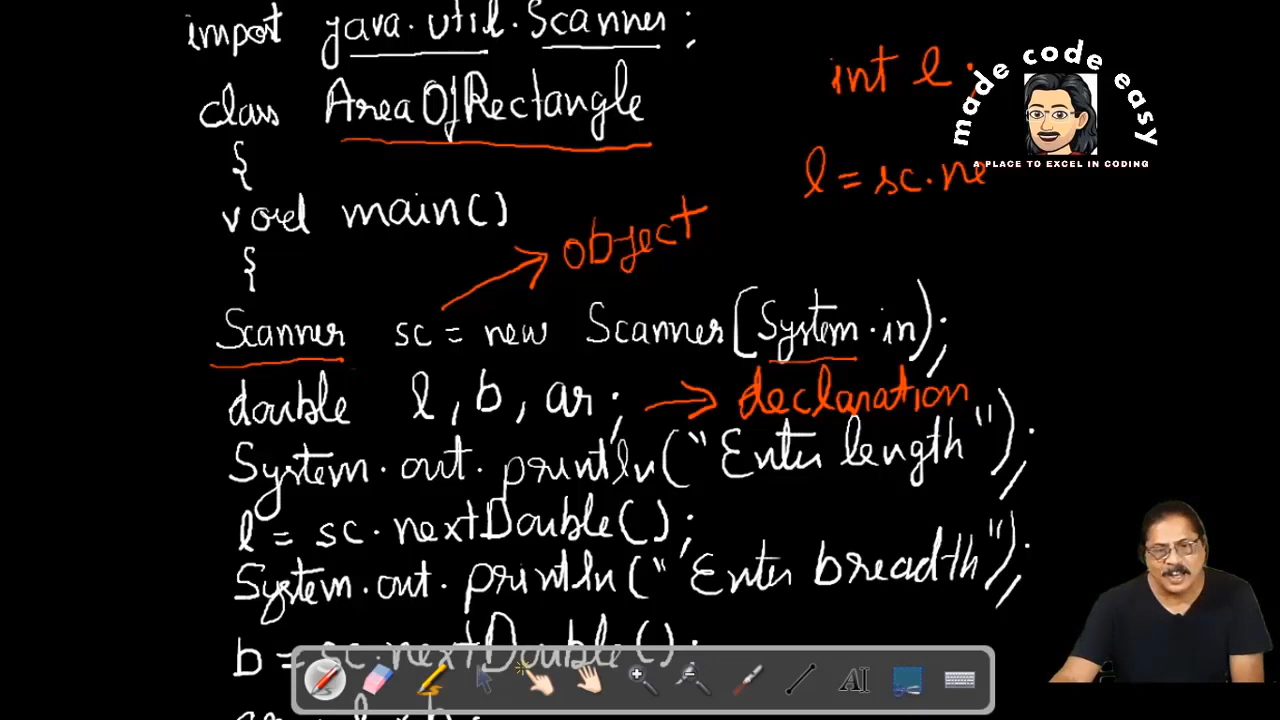 import java.util.Scanner;
class AreaOfRectangle
{
void main()
{
Scanner sc = new Scanner(System.in);
double l, b, ar;
System.out.println("Enter length");
l = sc.nextDouble();
System.out.println("Enter breadth");
b = sc.nextDouble();
int l;
l = sc.ne
object
declaration
made code easy
A PLACE TO EXCEL IN CODING
AI